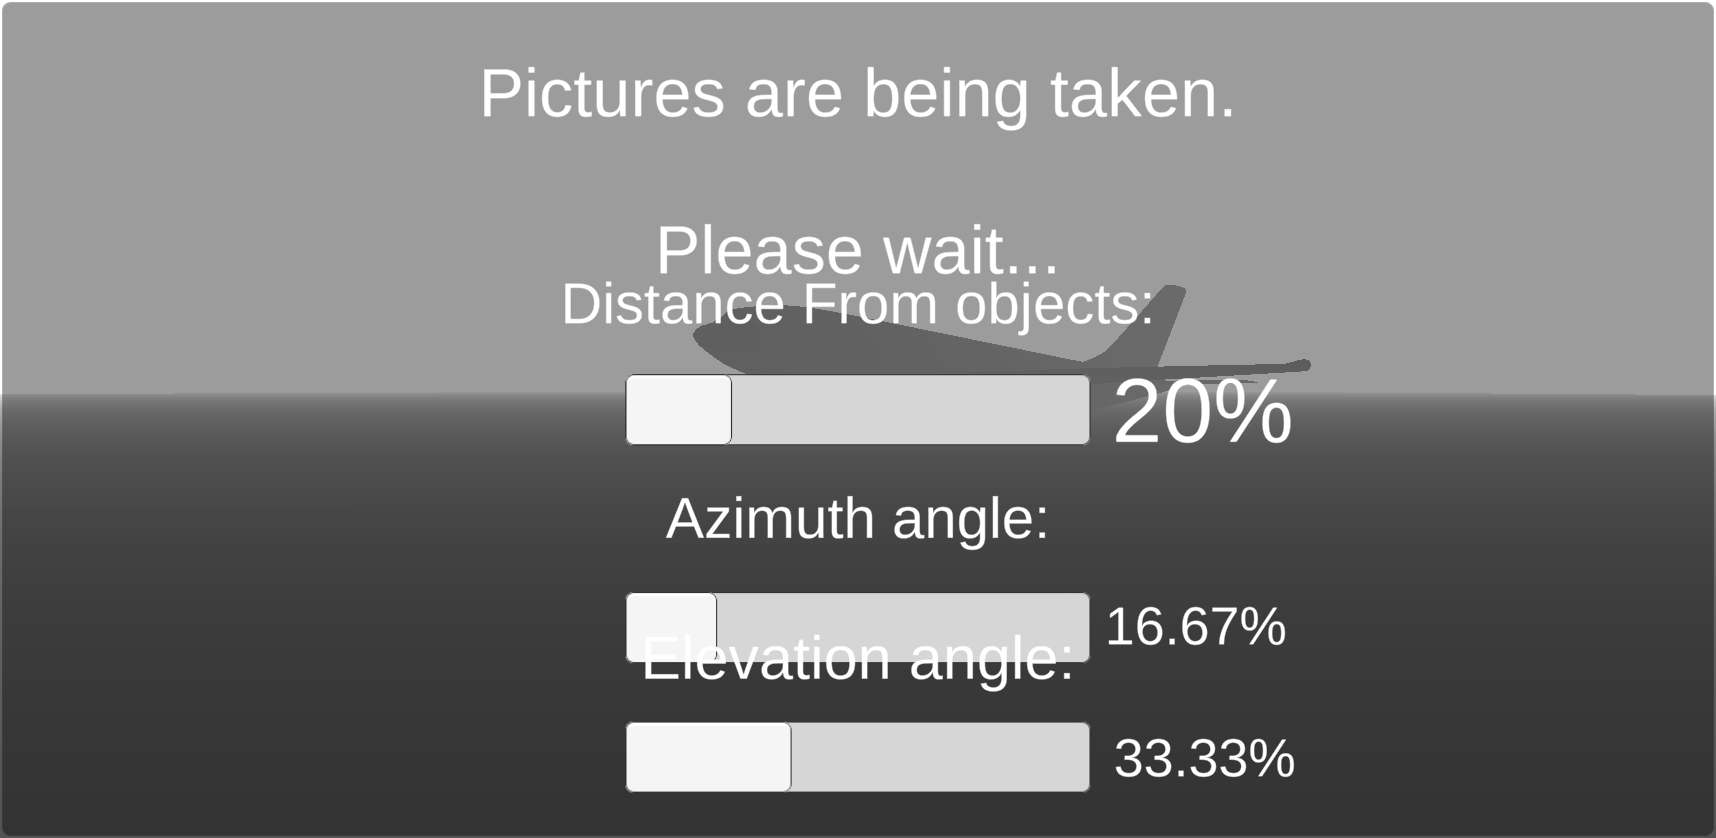 Pictures are being taken.
Please wait...
Distance From objects:
20%
Azimuth angle:
16.67%
Elevation angle:
33.33%